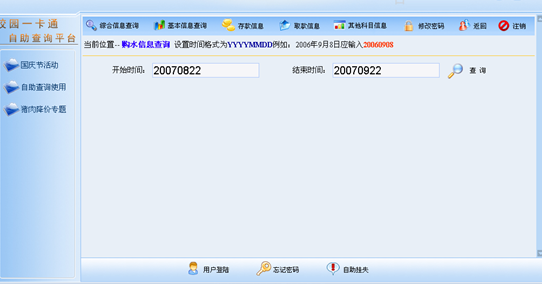 校园一卡通
自助查询平台
综合信息查询 基本信息查询 存款信息 取款信息 其他科目信息 修改密码 返回 注销
当前位置-- 购水信息查询 设置时间格式为YYYYMMDD例如：2006年9月8日应输入20060908
国庆节活动
自助查询使用
猪肉降价专题
开始时间： 20070822 结束时间： 20070922 查 询
用户登陆 忘记密码 自助挂失